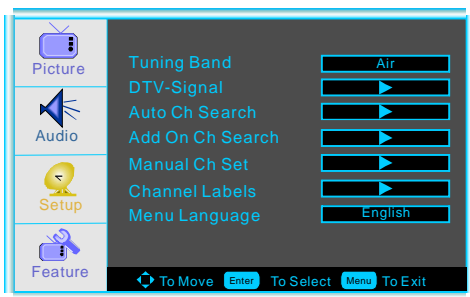 Picture
Audio
Setup
Feature
Tuning Band Air
DTV-Signal
Auto Ch Search
Add On Ch Search
Manual Ch Set
Channel Labels
Menu Language English
To Move Enter To Select Menu To Exit